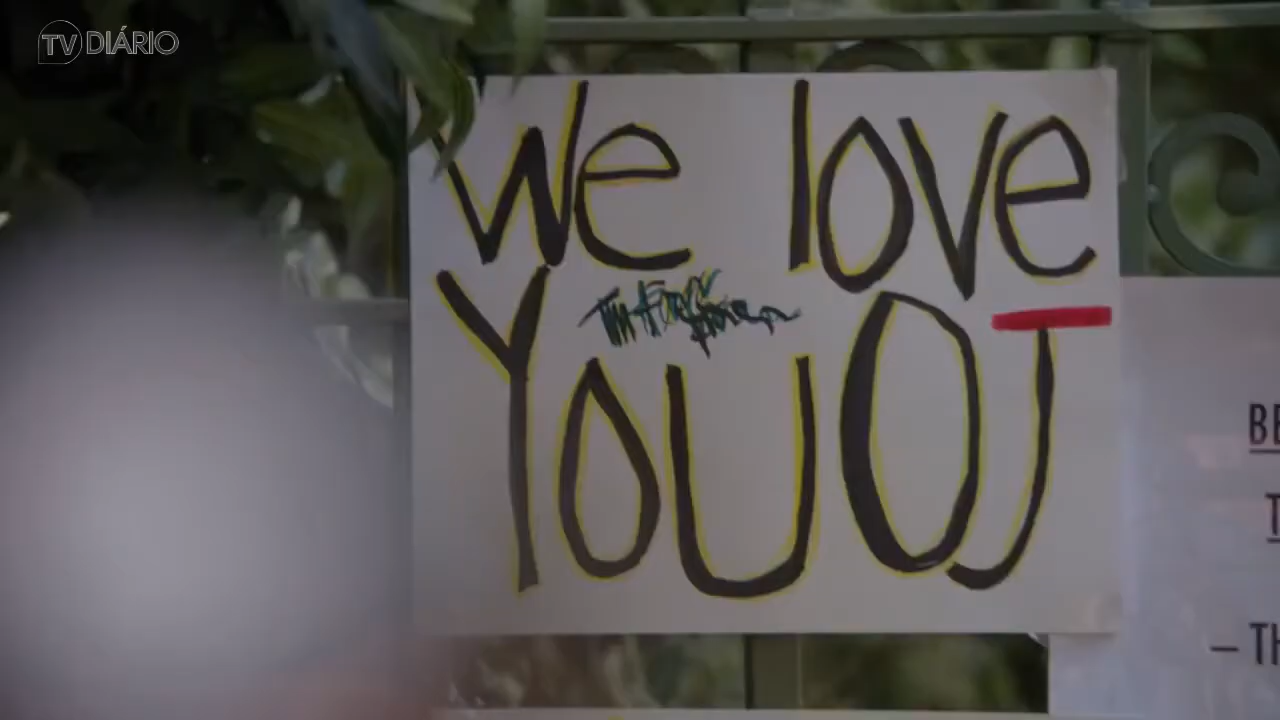 TV DIÁRIO
We love
YOU OJ
BE
T
– TH